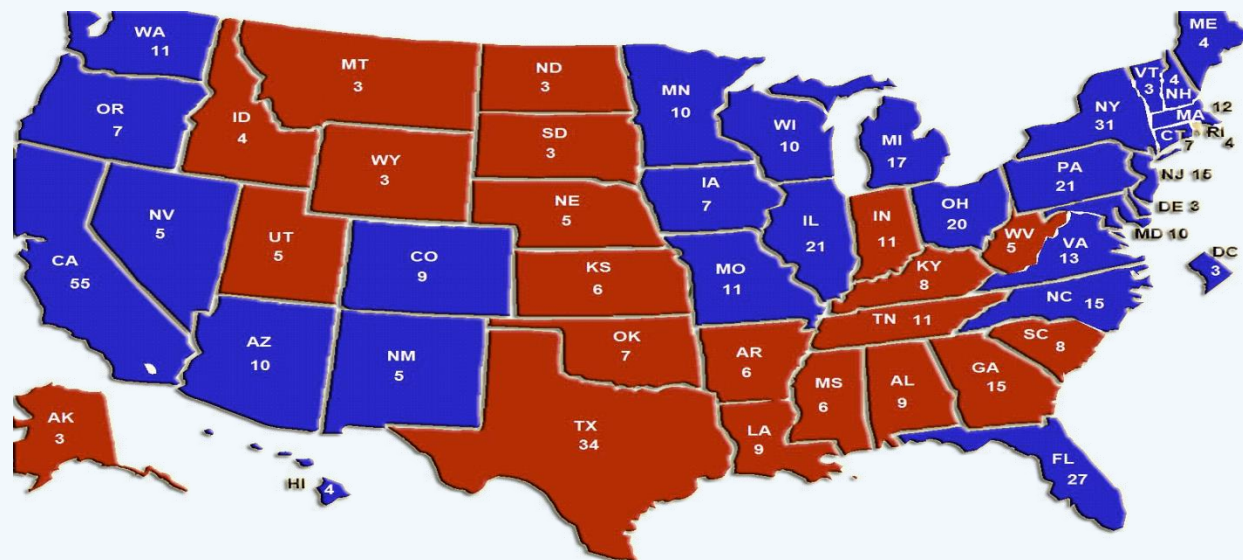 WA
11
OR
7
CA
55
NV
5
ID
4
MT
3
WY
3
UT
5
CO
9
AZ
10
NM
5
ND
3
SD
3
NE
5
KS
6
OK
7
TX
34
MN
10
IA
7
MO
11
AR
6
LA
9
WI
10
IL
21
MI
17
IN
11
OH
20
KY
8
TN 11
MS
6
AL
9
GA
15
SC
8
NC 15
VA
13
WV
5
PA
21
NY
31
VT
3
4
NH
ME
4
12
MA
CT
7
RI
4
NJ 15
DE 3
MD 10
DC
3
FL
27
AK
3
HI
4